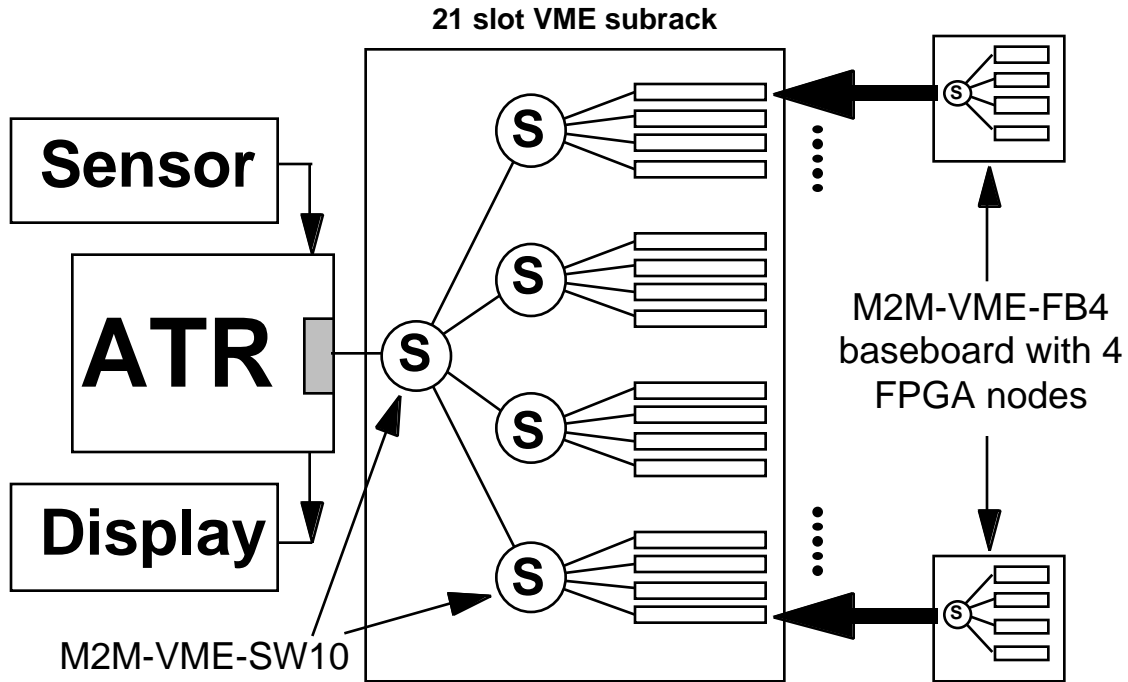 21 slot VME subrack
Sensor
ATR
Display
S
S
S
S
S
S
S
M2M-VME-FB4
baseboard with 4
FPGA nodes
M2M-VME-SW10